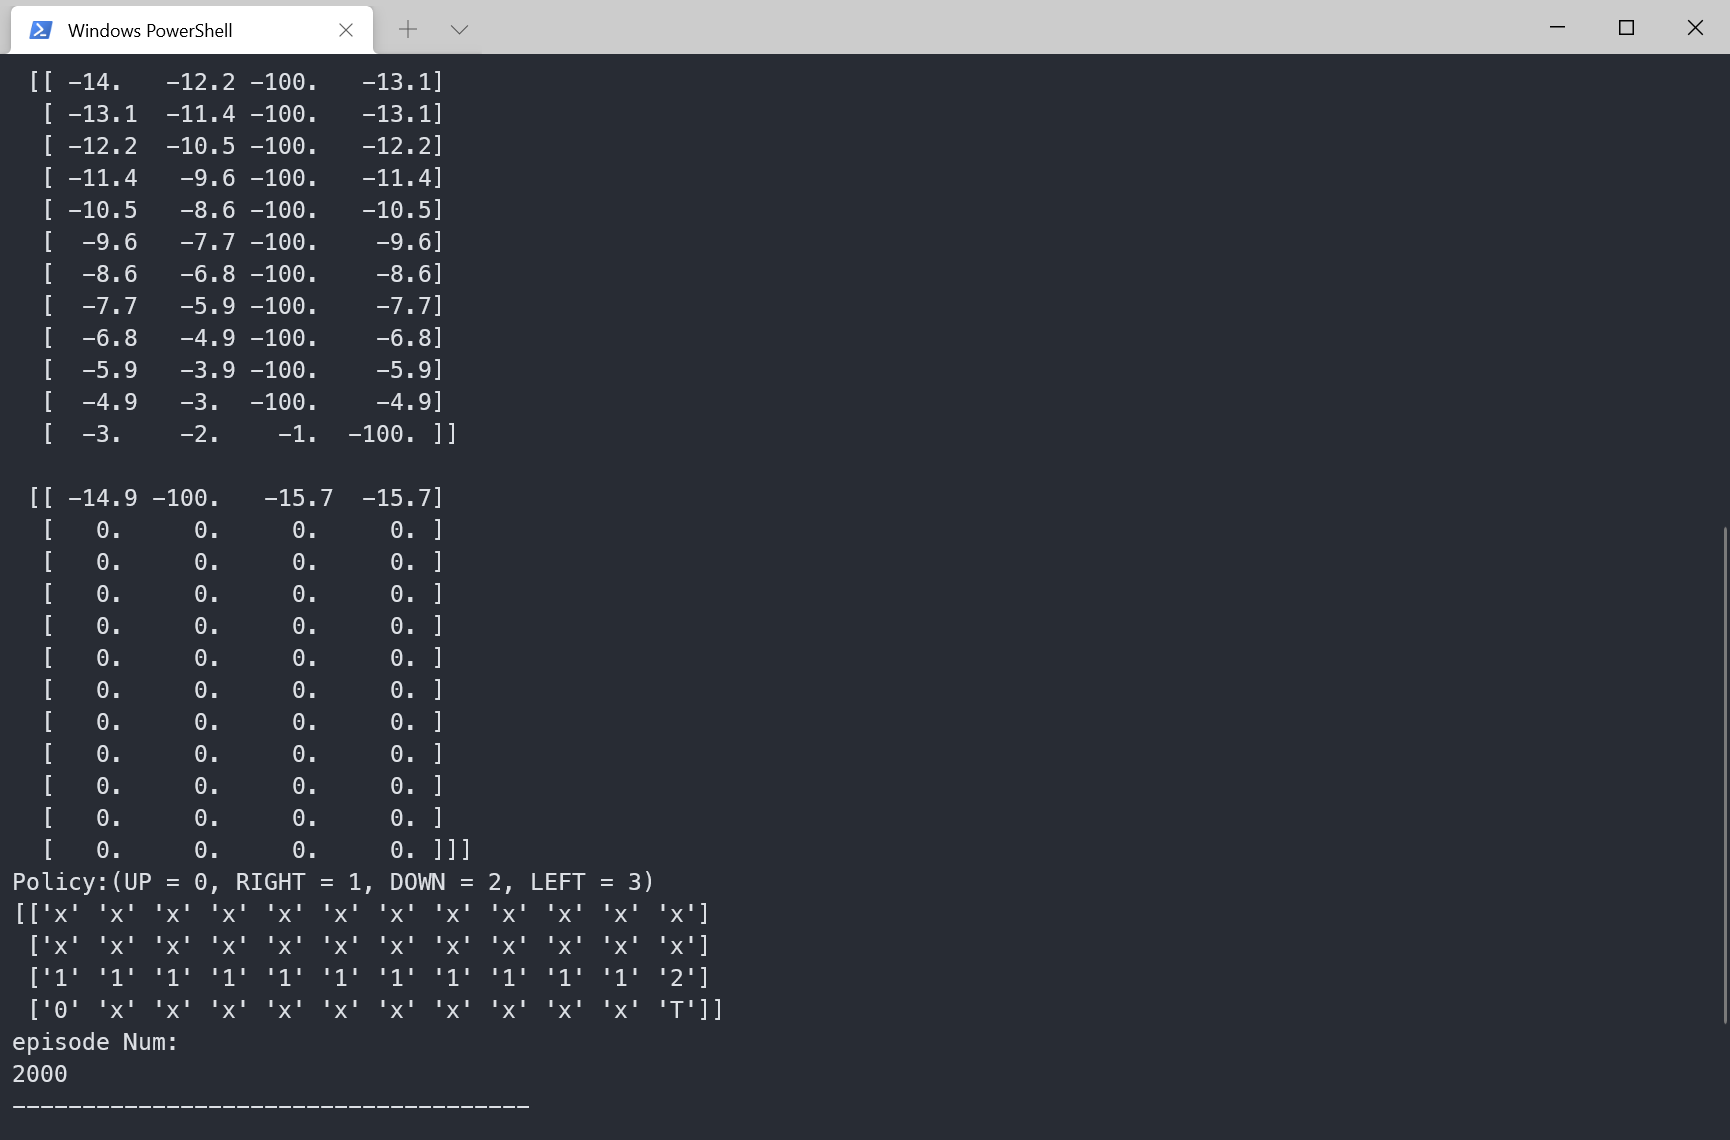 Windows PowerShell
[[ -14.   -12.2 -100.   -13.1]
[ -13.1  -11.4 -100.   -13.1]
[ -12.2  -10.5 -100.   -12.2]
[ -11.4   -9.6 -100.   -11.4]
[ -10.5   -8.6 -100.   -10.5]
[  -9.6   -7.7 -100.    -9.6]
[  -8.6   -6.8 -100.    -8.6]
[  -7.7   -5.9 -100.    -7.7]
[  -6.8   -4.9 -100.    -6.8]
[  -5.9   -3.9 -100.    -5.9]
[  -4.9   -3.  -100.    -4.9]
[  -3.    -2.    -1.  -100. ]]
[[ -14.9 -100.   -15.7  -15.7]
[   0.     0.     0.     0. ]
[   0.     0.     0.     0. ]
[   0.     0.     0.     0. ]
[   0.     0.     0.     0. ]
[   0.     0.     0.     0. ]
[   0.     0.     0.     0. ]
[   0.     0.     0.     0. ]
[   0.     0.     0.     0. ]
[   0.     0.     0.     0. ]
[   0.     0.     0.     0. ]
[   0.     0.     0.     0. ]]]
Policy:(UP = 0, RIGHT = 1, DOWN = 2, LEFT = 3)
[['x' 'x' 'x' 'x' 'x' 'x' 'x' 'x' 'x' 'x' 'x' 'x']
['x' 'x' 'x' 'x' 'x' 'x' 'x' 'x' 'x' 'x' 'x' 'x']
['1' '1' '1' '1' '1' '1' '1' '1' '1' '1' '1' '2']
['0' 'x' 'x' 'x' 'x' 'x' 'x' 'x' 'x' 'x' 'x' 'T']]
episode Num:
2000
-------------------------------------